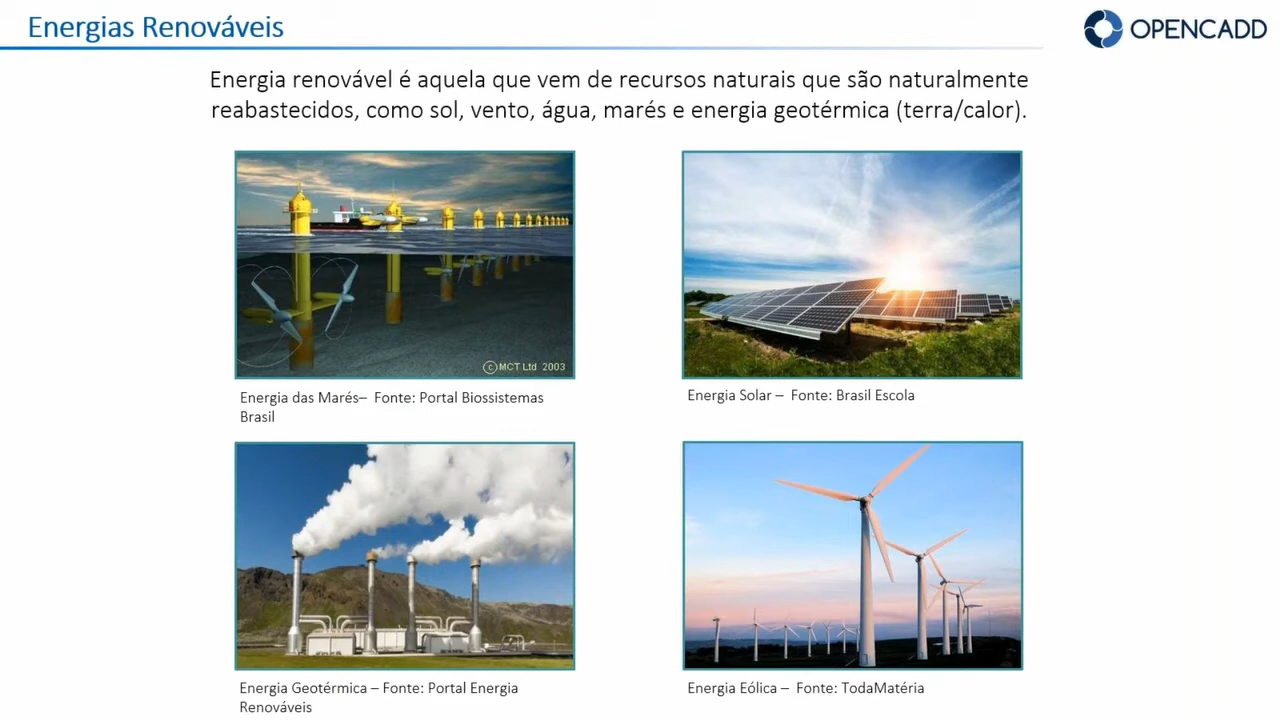 Energias Renováveis
OPENCADD
Energia renovável é aquela que vem de recursos naturais que são naturalmente
reabastecidos, como sol, vento, água, marés e energia geotérmica (terra/calor).
©MCT Ltd 2003
Energia das Marés– Fonte: Portal Biossistemas
Brasil
Energia Solar – Fonte: Brasil Escola
Energia Geotérmica – Fonte: Portal Energia
Renováveis
Energia Eólica – Fonte: TodaMatéria